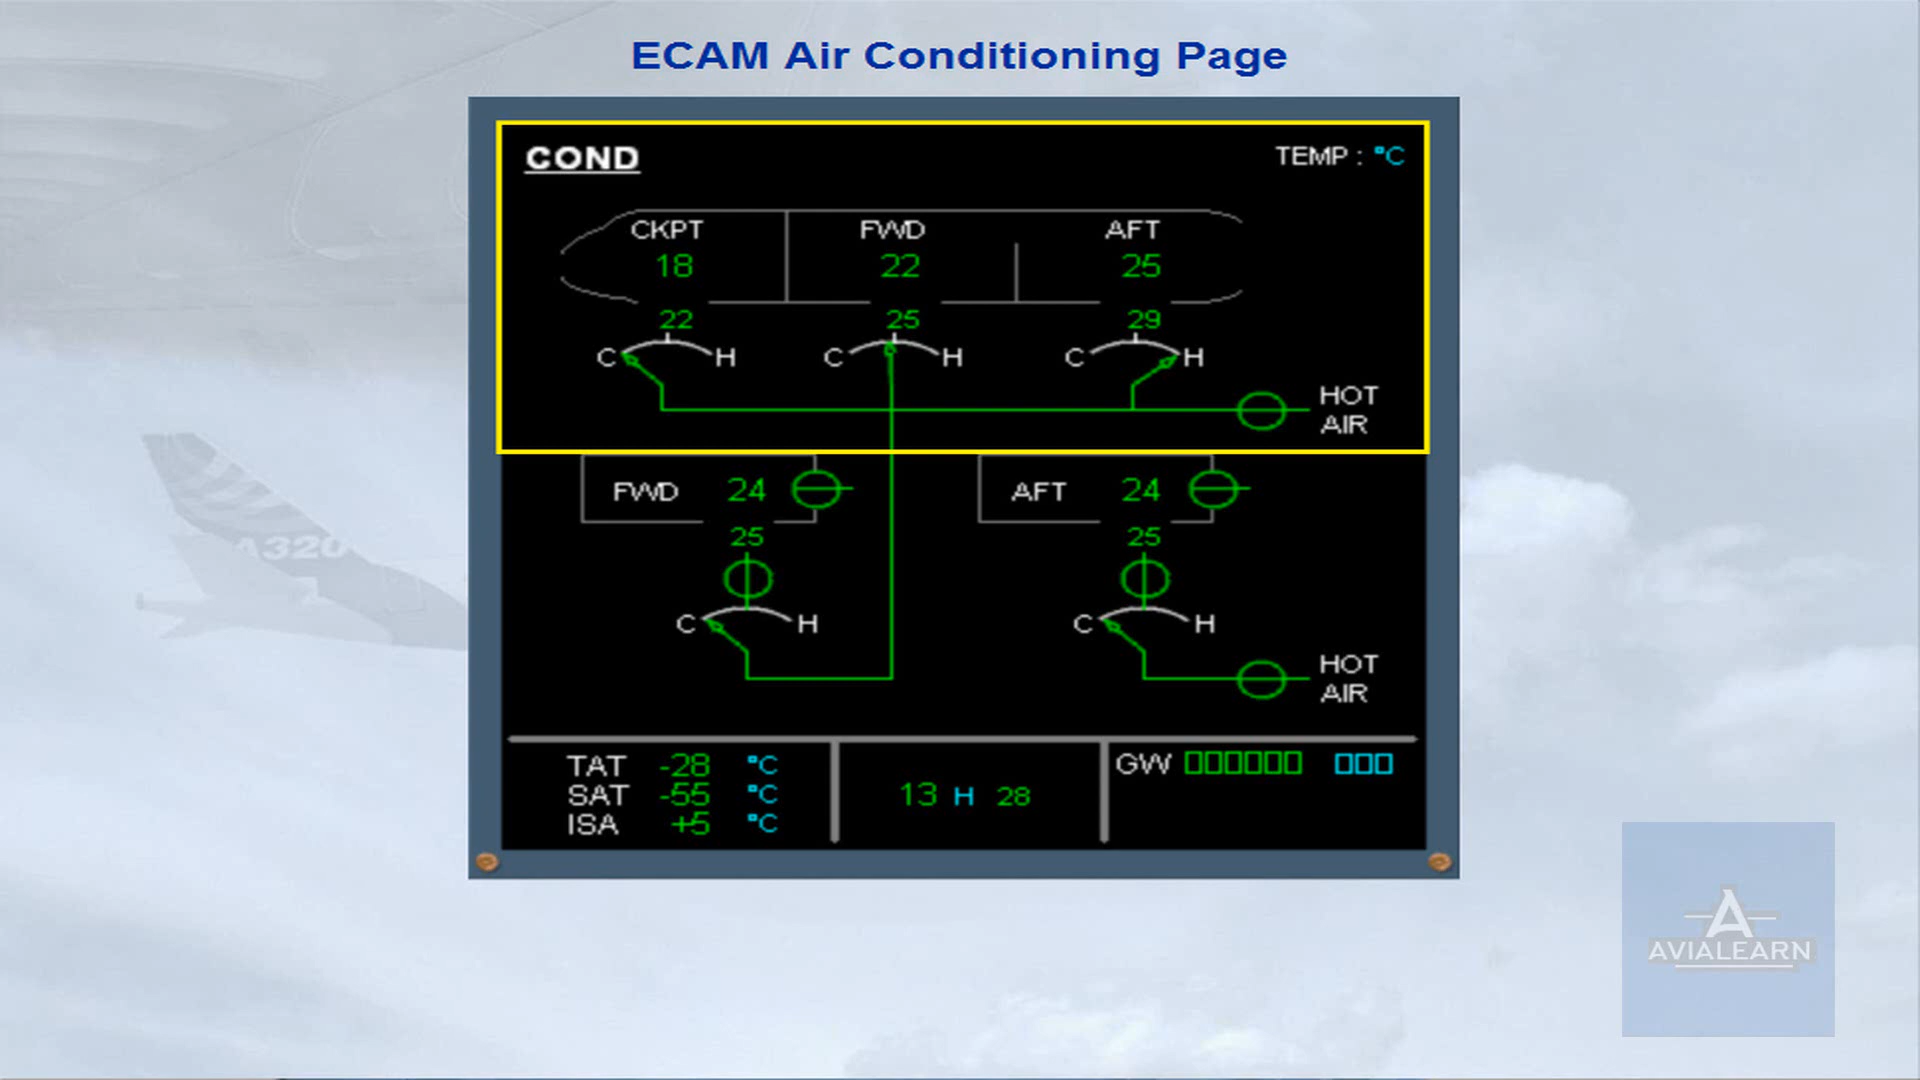 ECAM Air Conditioning Page
COND TEMP : °C
CKPT FWD AFT
18 22 25
22 25 29
C H C H C H
HOT
AIR
FWD 24 AFT 24
25 25
C H C H
HOT
AIR
TAT -28 °C
SAT -55 °C
ISA +5 °C
13 H 28
GW
A320
AVIALEARN